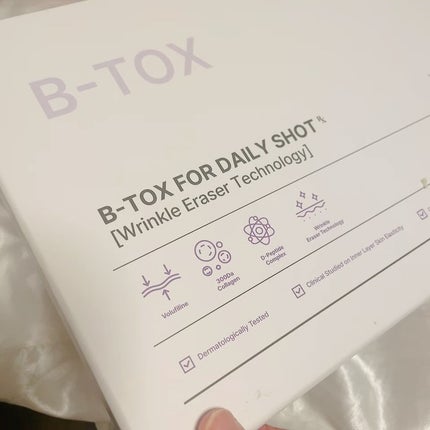 B-TOX
B-TOX FOR DAILY SHOT ℞
[Wrinkle Eraser Technology]
Volufiline
300Da
Collagen
D-Peptide
Complex
Wrinkle
Eraser Technology
Dermatologically Tested
Clinical Studied on Inner Layer Skin Elasticity